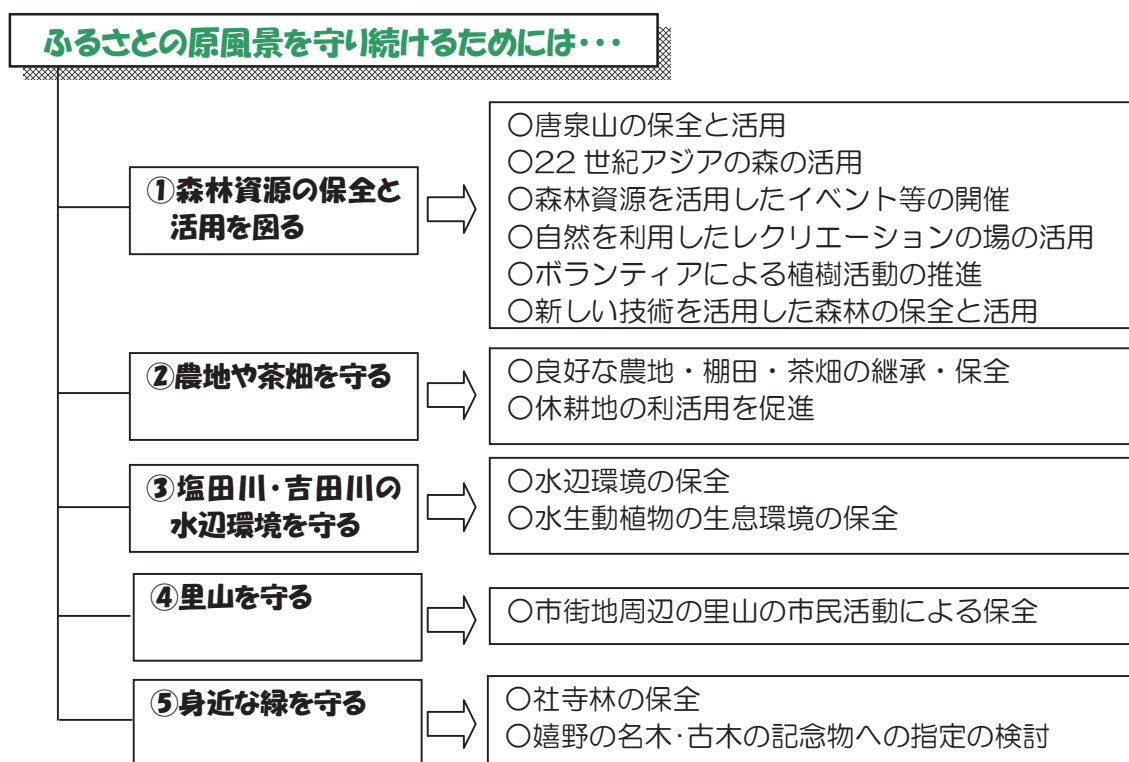 ふるさとの原風景を守り続けるためには・・・
①森林資源の保全と
活用を図る
○唐泉山の保全と活用
○22世紀アジアの森の活用
○森林資源を活用したイベント等の開催
○自然を利用したレクリエーションの場の活用
○ボランティアによる植樹活動の推進
○新しい技術を活用した森林の保全と活用
②農地や茶畑を守る
○良好な農地・棚田・茶畑の継承・保全
○休耕地の利活用を促進
③塩田川・吉田川の
水辺環境を守る
○水辺環境の保全
○水生動植物の生息環境の保全
④里山を守る
○市街地周辺の里山の市民活動による保全
⑤身近な緑を守る
○社寺林の保全
○嬉野の名木・古木の記念物への指定の検討